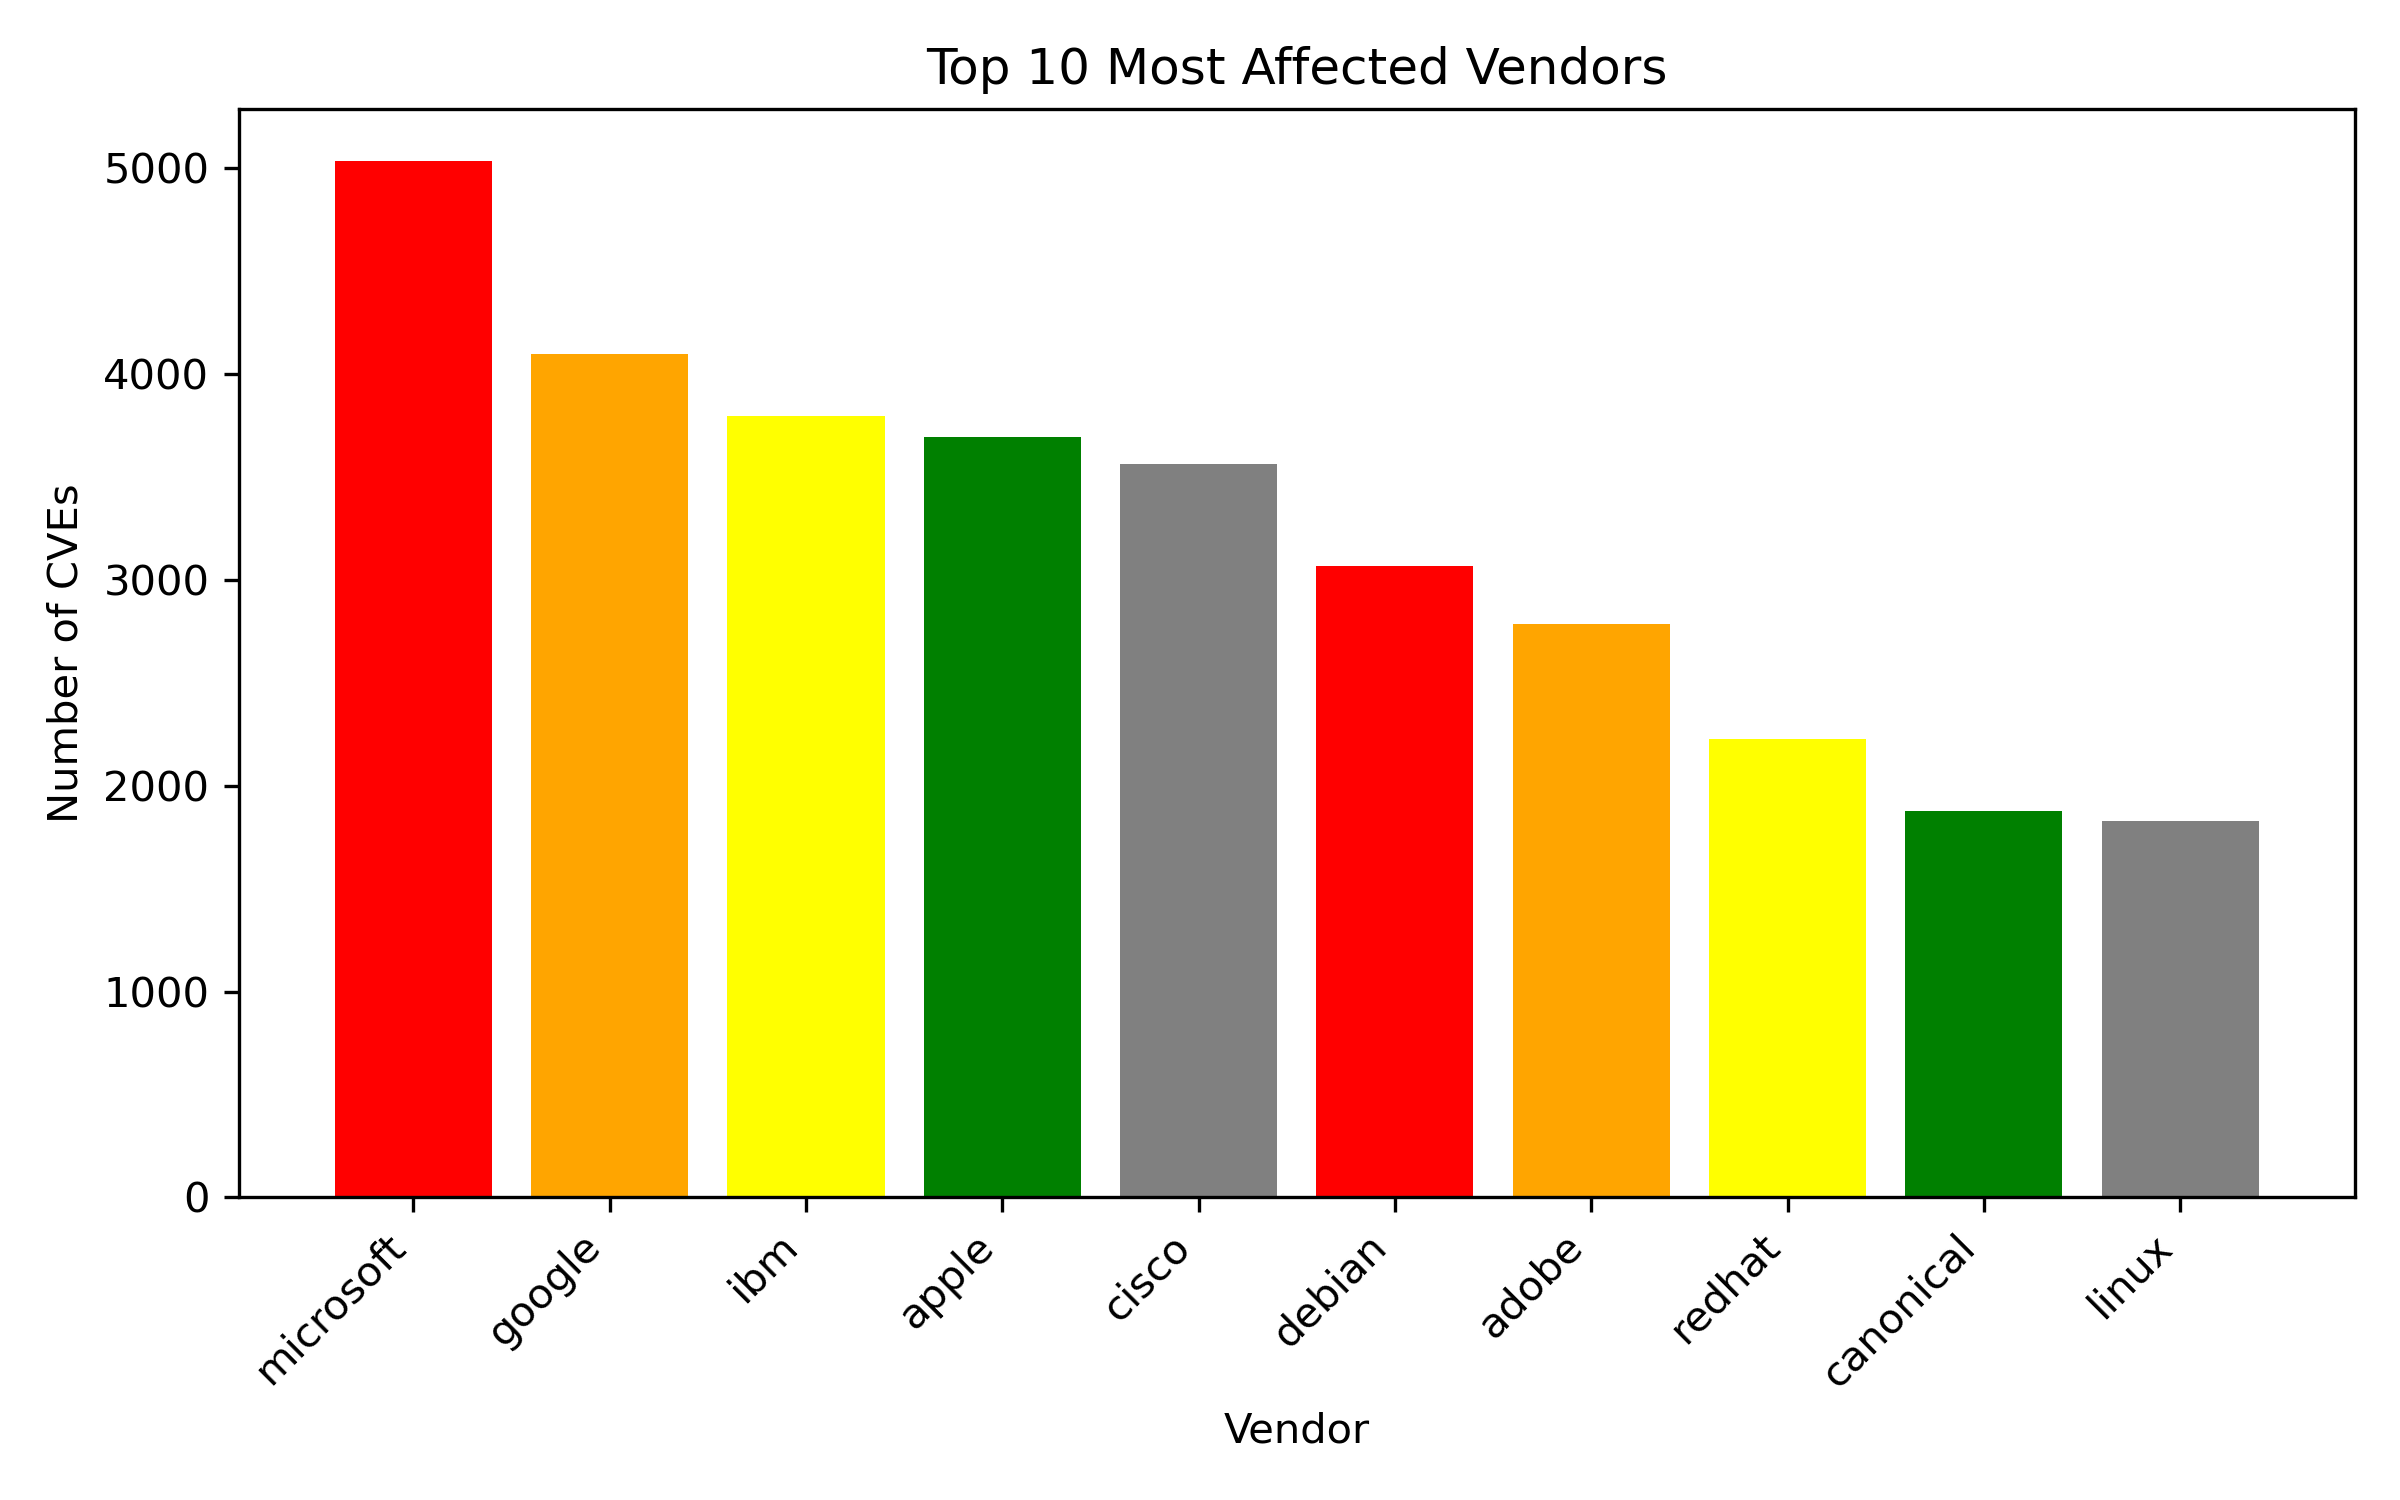 Top 10 Most Affected Vendors
Number of CVEs
5000
4000
3000
2000
1000
0
microsoft
google
ibm
apple
cisco
debian
adobe
redhat
canonical
linux
Vendor